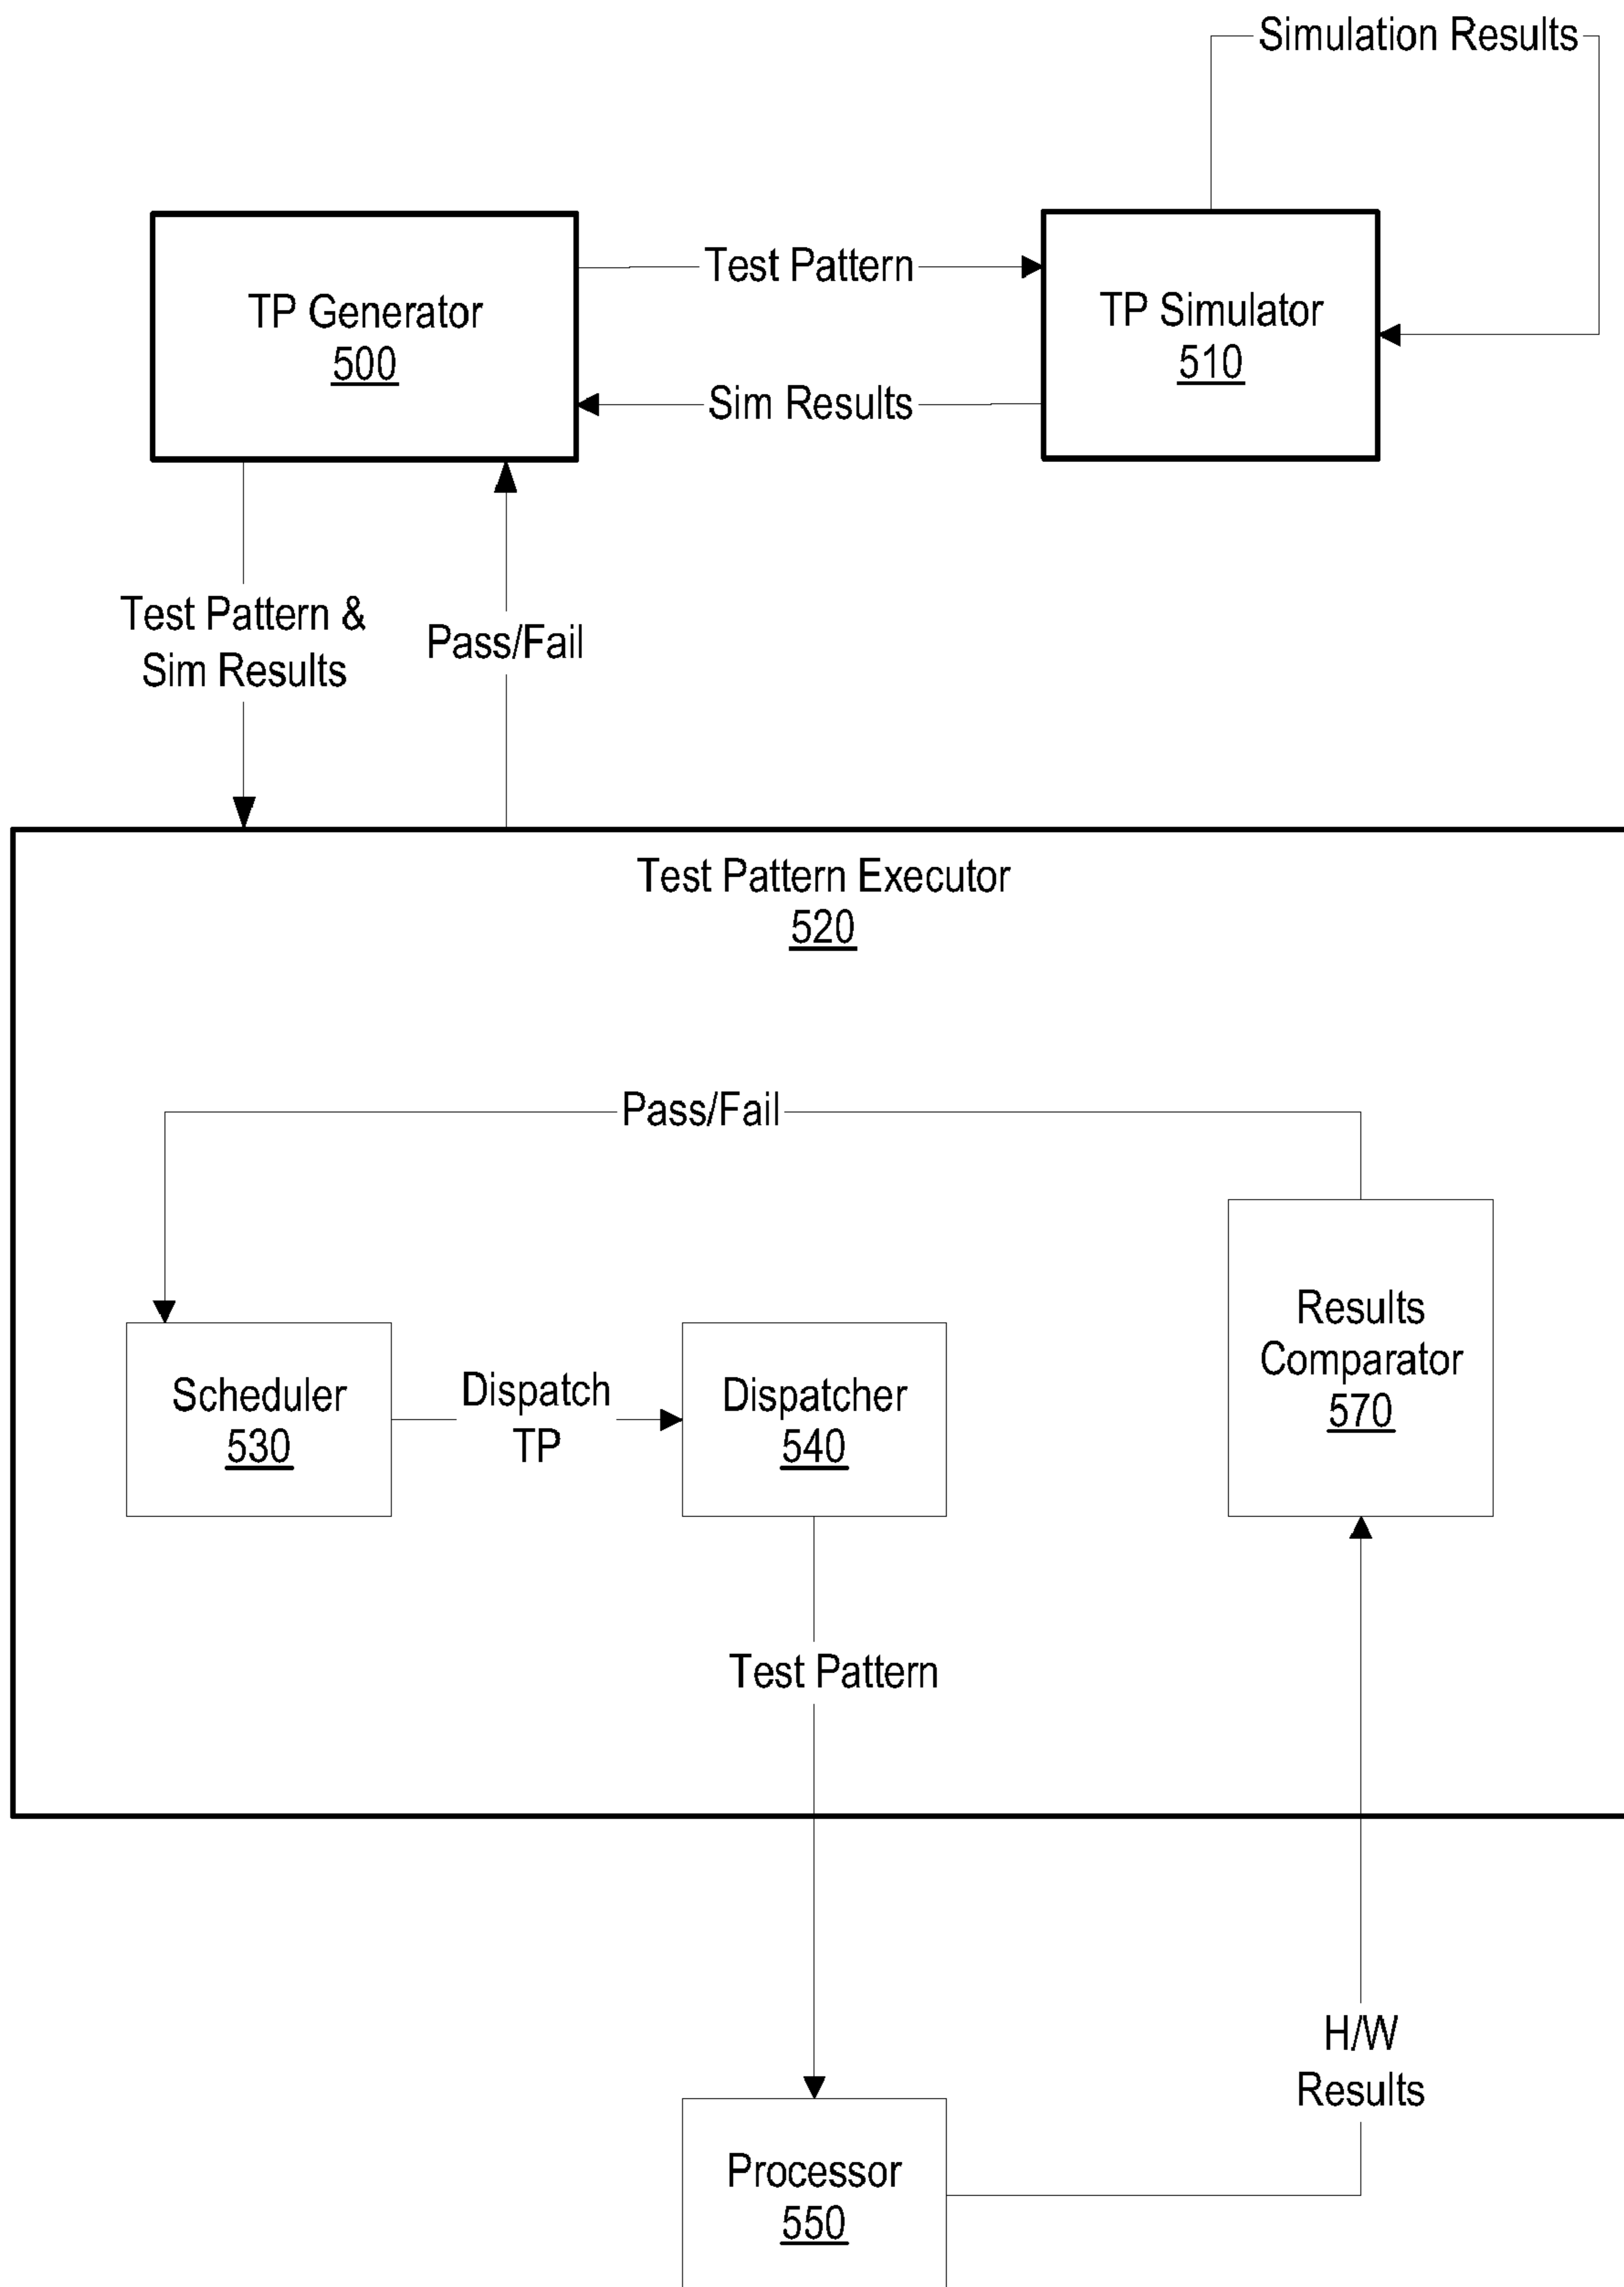 Simulation Results
TP Generator
500
Test Pattern
Sim Results
TP Simulator
510
Test Pattern &
Sim Results
Pass/Fail
Test Pattern Executor
520
Pass/Fail
Scheduler
530
Dispatch
TP
Dispatcher
540
Results
Comparator
570
Test Pattern
H/W
Results
Processor
550